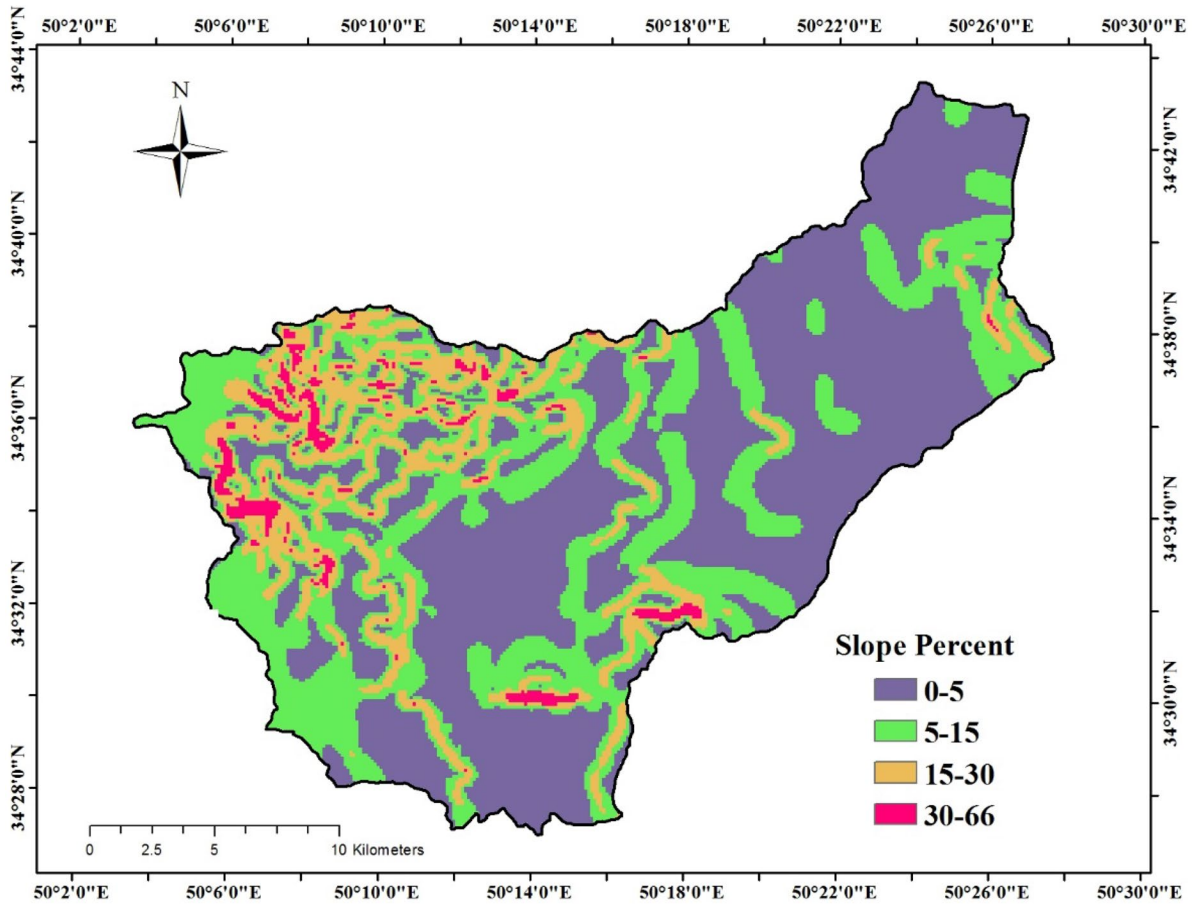 50°2'0"E 50°6'0"E 50°10'0"E 50°14'0"E 50°18'0"E 50°22'0"E 50°26'0"E 50°30'0"E
34°44'0"N
N
34°42'0"N
34°40'0"N
34°38'0"N
34°36'0"N
34°34'0"N
34°32'0"N
Slope Percent
0-5
34°30'0"N
5-15
15-30
34°28'0"N
30-66
0 2.5 5 10 Kilometers
50°2'0"E 50°6'0"E 50°10'0"E 50°14'0"E 50°18'0"E 50°22'0"E 50°26'0"E 50°30'0"E